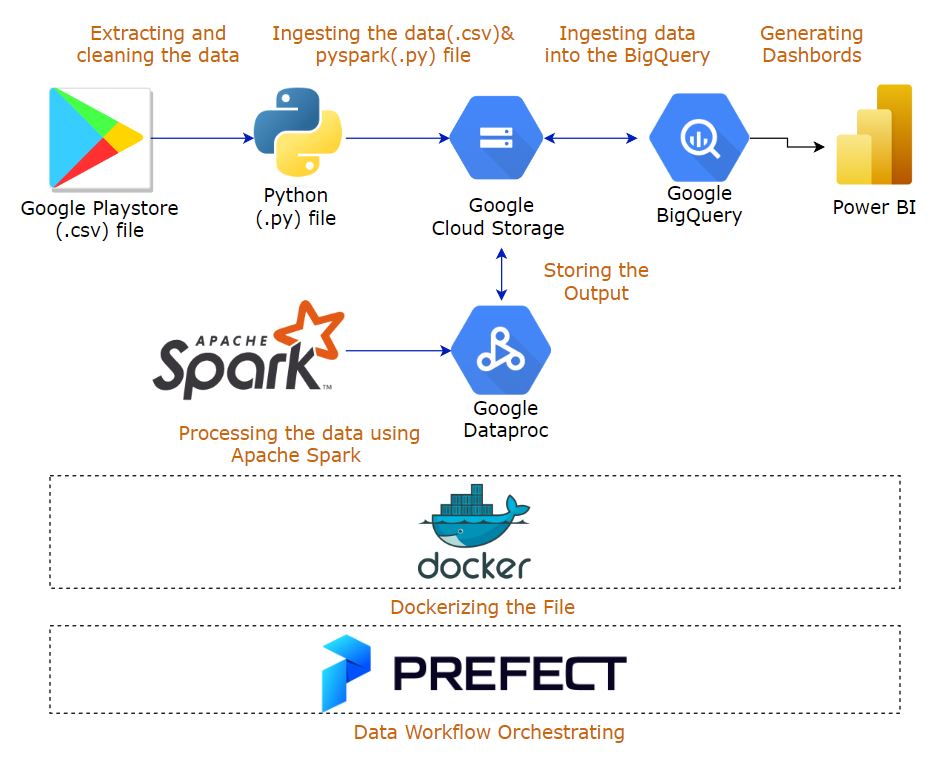 Extracting and
cleaning the data
Ingesting the data(.csv)&
pyspark(.py) file
Ingesting data
into the BigQuery
Generating
Dashbords
Google Playstore
(.csv) file
Python
(.py) file
Google
Cloud Storage
Google
BigQuery
Power BI
Storing the
Output
APACHE
Spark™
Google
Dataproc
Processing the data using
Apache Spark
docker
Dockerizing the File
PREFECT
Data Workflow Orchestrating